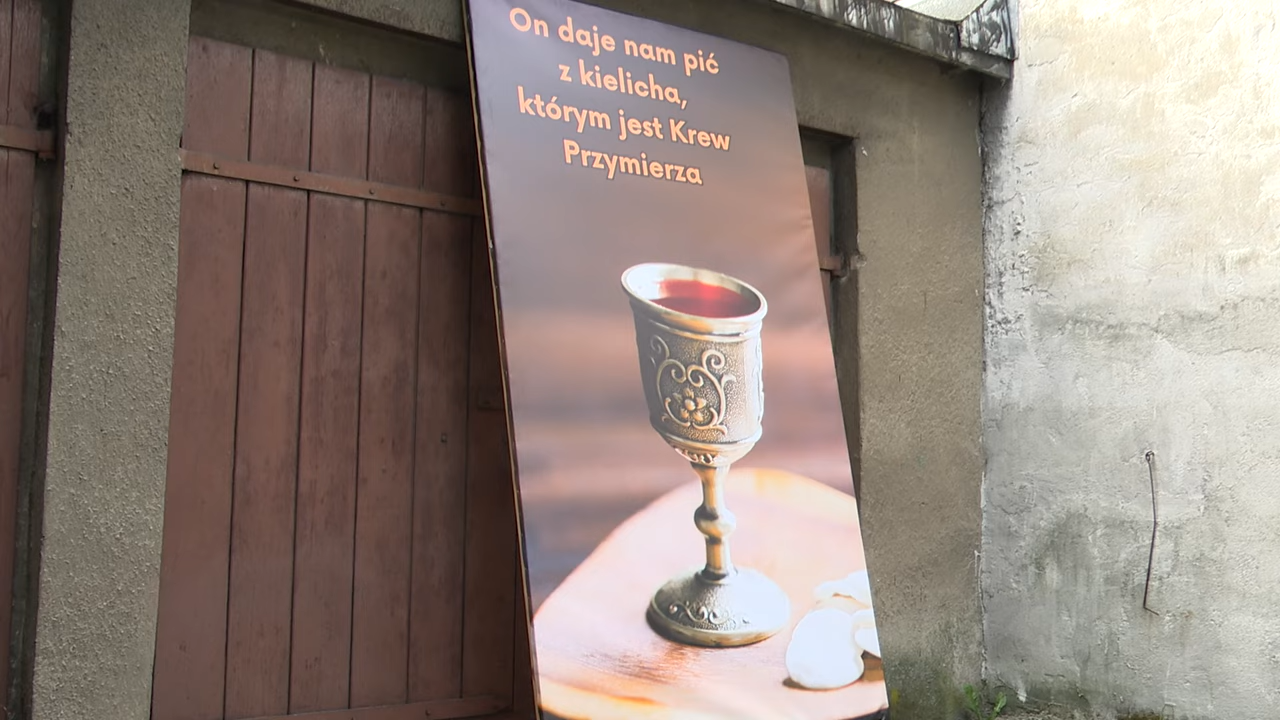 On daje nam pić
z kielicha,
którym jest Krew
Przymierza